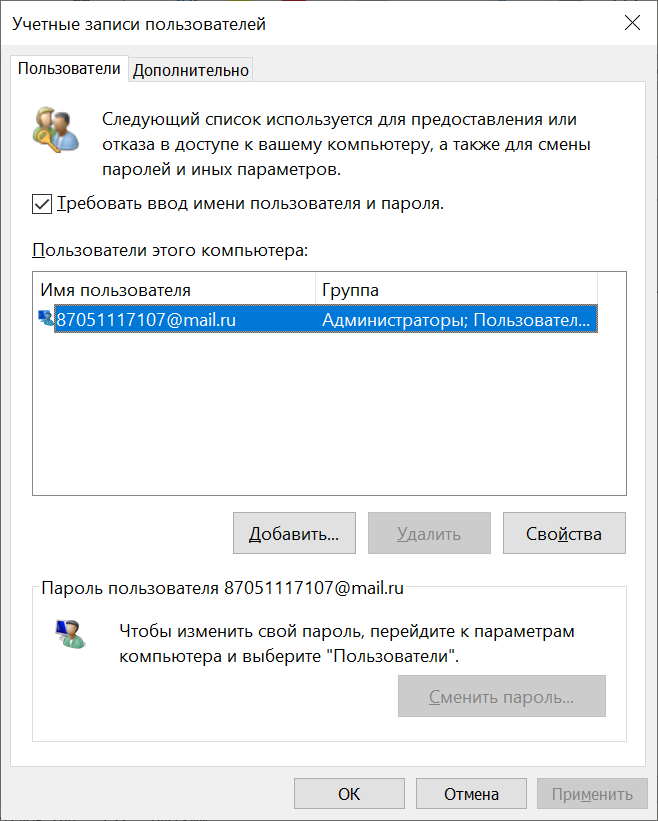 Учетные записи пользователей
Пользователи
Дополнительно
Следующий список используется для предоставления или
отказа в доступе к вашему компьютеру, а также для смены
паролей и иных параметров.
Требовать ввод имени пользователя и пароля.
Пользователи этого компьютера:
Имя пользователя Группа
87051117107@mail.ru Администраторы; Пользовател...
Добавить... Удалить Свойства
Пароль пользователя 87051117107@mail.ru
Чтобы изменить свой пароль, перейдите к параметрам
компьютера и выберите "Пользователи".
Сменить пароль...
ОК Отмена Применить